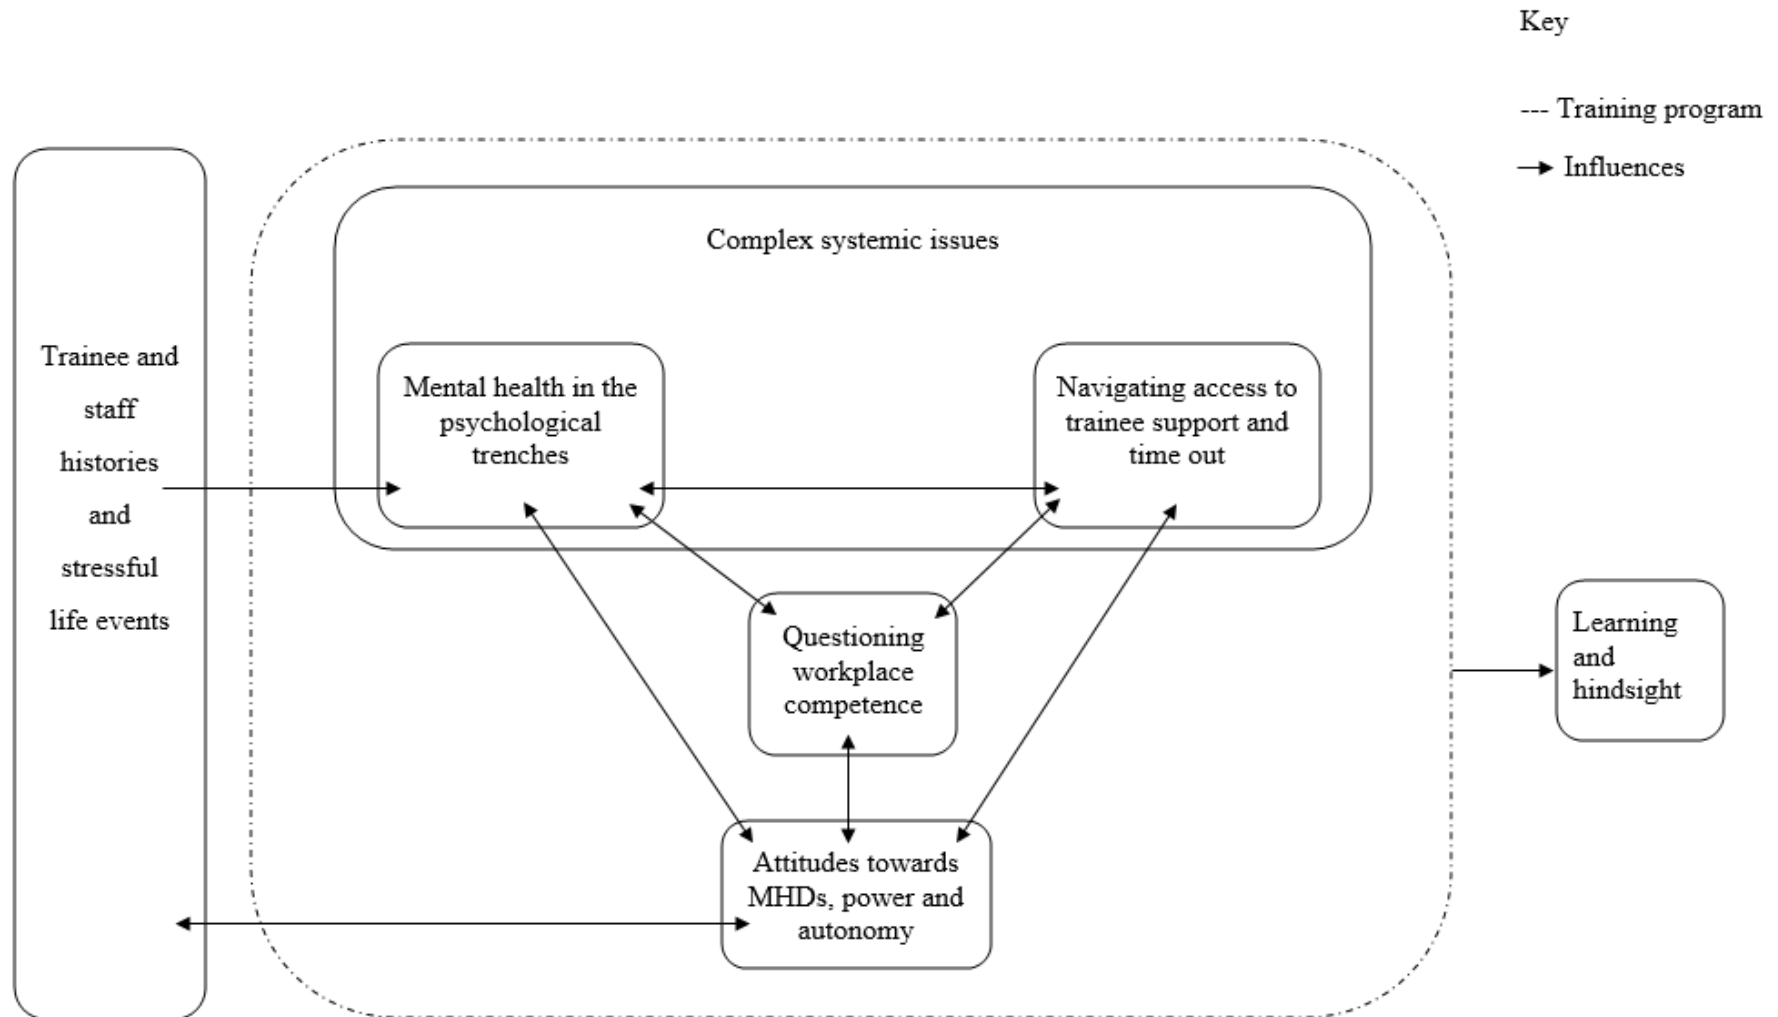 Key
--- Training program
Influences
Complex systemic issues
Trainee and
staff
histories
and
stressful
life events
Mental health in the
psychological
trenches
Navigating access to
trainee support and
time out
Questioning
workplace
competence
Learning
and
hindsight
Attitudes towards
MHDs, power and
autonomy